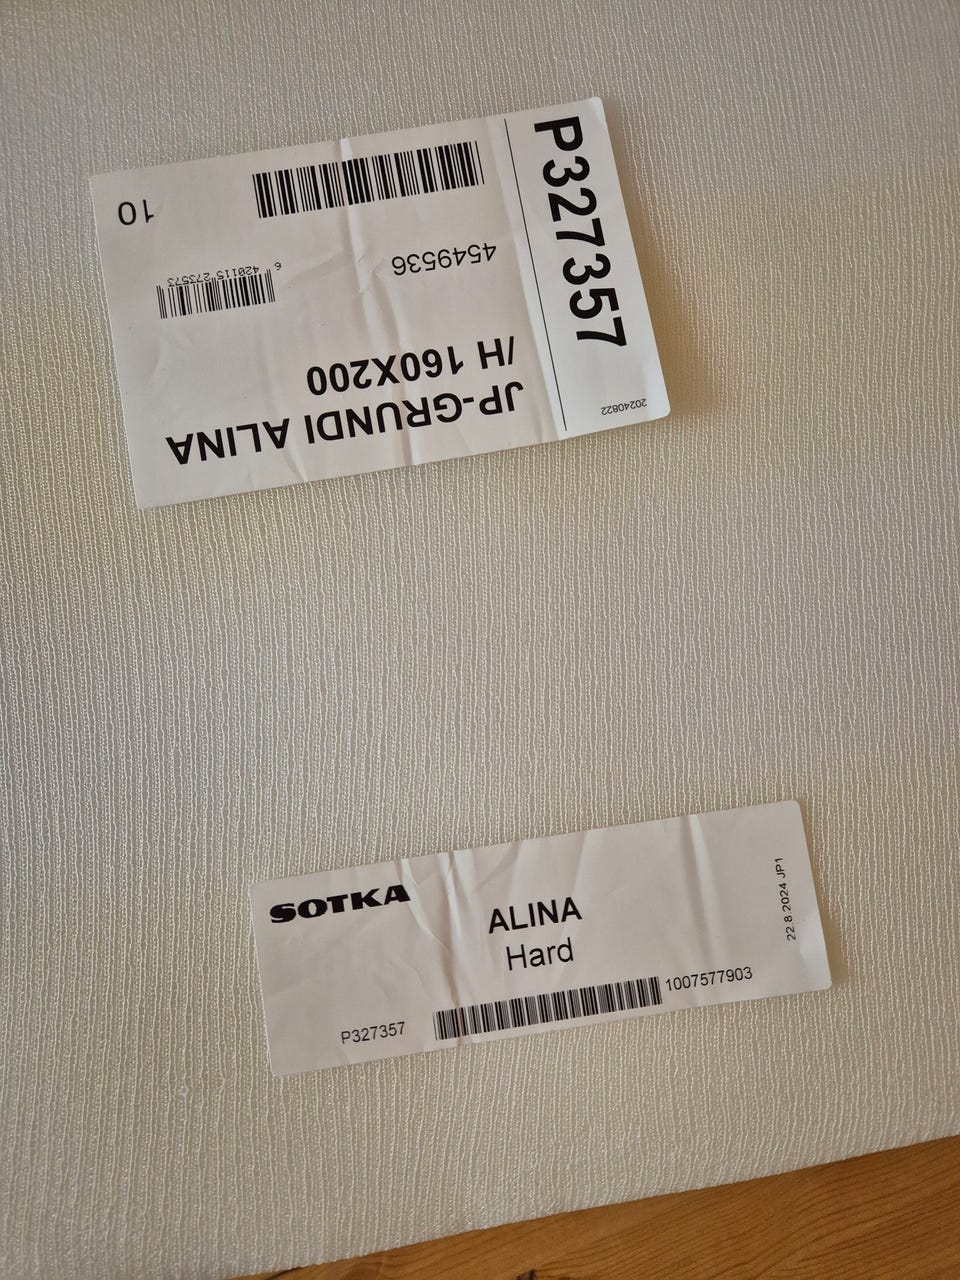 P327357
20240822
JP-GRUNDI ALINA
/H 160X200
4549536
6 420115 273573
10
SOTKA
ALINA
Hard
P327357
1007577903
22.8.2024 JP1